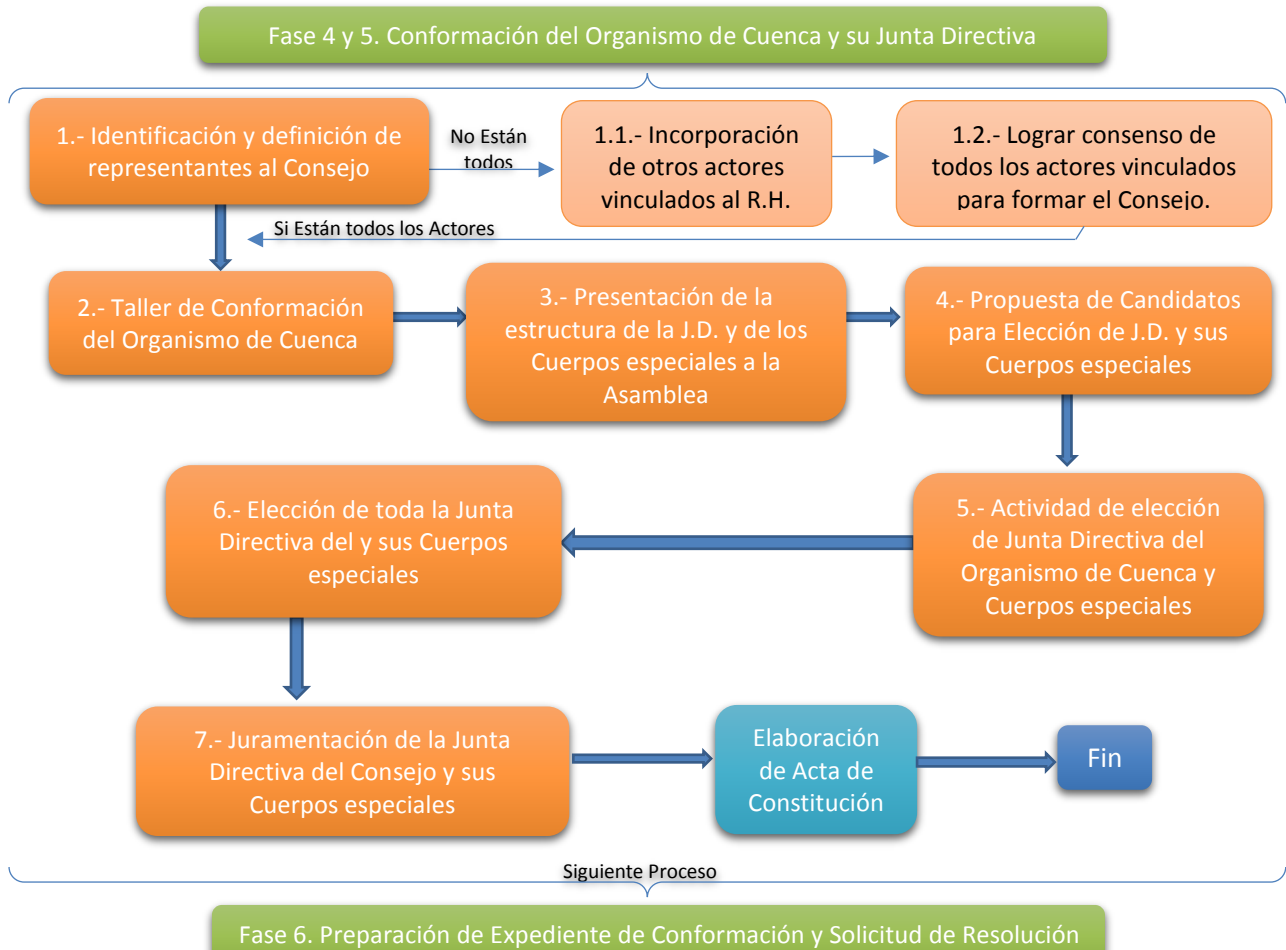 Fase 4 y 5. Conformación del Organismo de Cuenca y su Junta Directiva
1.- Identificación y definición de
representantes al Consejo
No Están
todos
1.1.- Incorporación
de otros actores
vinculados al R.H.
1.2.- Lograr consenso de
todos los actores vinculados
para formar el Consejo.
Si Están todos los Actores
2.- Taller de Conformación
del Organismo de Cuenca
3.- Presentación de la
estructura de la J.D. y de los
Cuerpos especiales a la
Asamblea
4.- Propuesta de Candidatos
para Elección de J.D. y sus
Cuerpos especiales
5.- Actividad de elección
de Junta Directiva del
Organismo de Cuenca y
Cuerpos especiales
6.- Elección de toda la Junta
Directiva del y sus Cuerpos
especiales
7.- Juramentación de la Junta
Directiva del Consejo y sus
Cuerpos especiales
Elaboración
de Acta de
Constitución
Fin
Siguiente Proceso
Fase 6. Preparación de Expediente de Conformación y Solicitud de Resolución